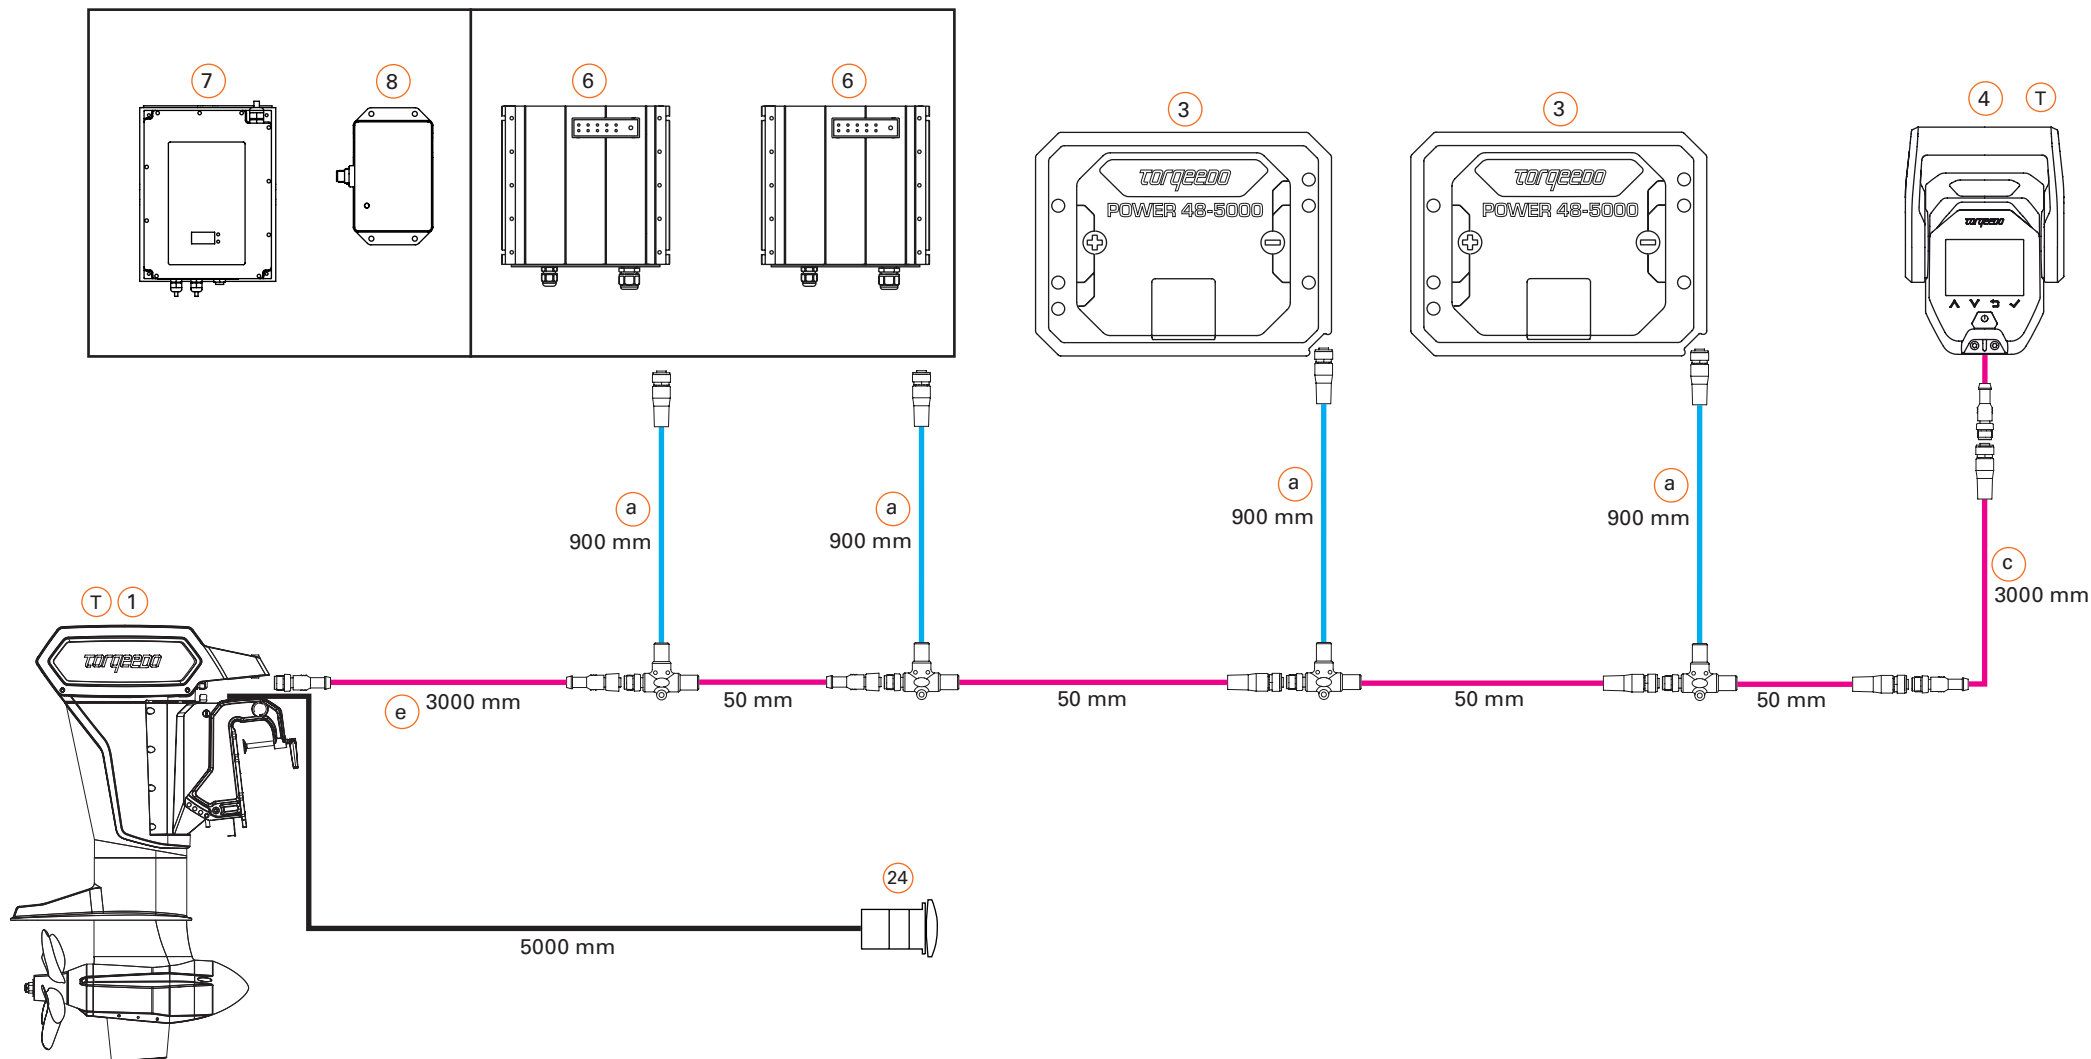 7
8
6
6
3
3
4
T
TORQEEDO
POWER 48-5000
TORQEEDO
POWER 48-5000
TORQEEDO
a
900 mm
a
900 mm
a
900 mm
a
900 mm
c
3000 mm
T
1
TORQEEDO
e
3000 mm
50 mm
50 mm
50 mm
50 mm
24
5000 mm